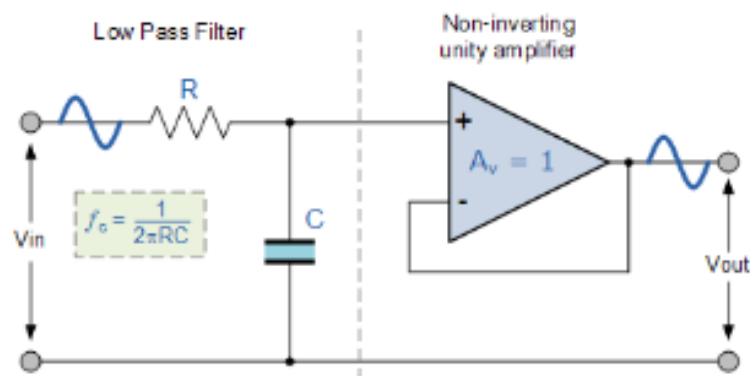 Low Pass Filter
Non-inverting
unity amplifier
R
+
Aᵥ = 1
-
C
fc = 1
2πRC
Vin
Vout